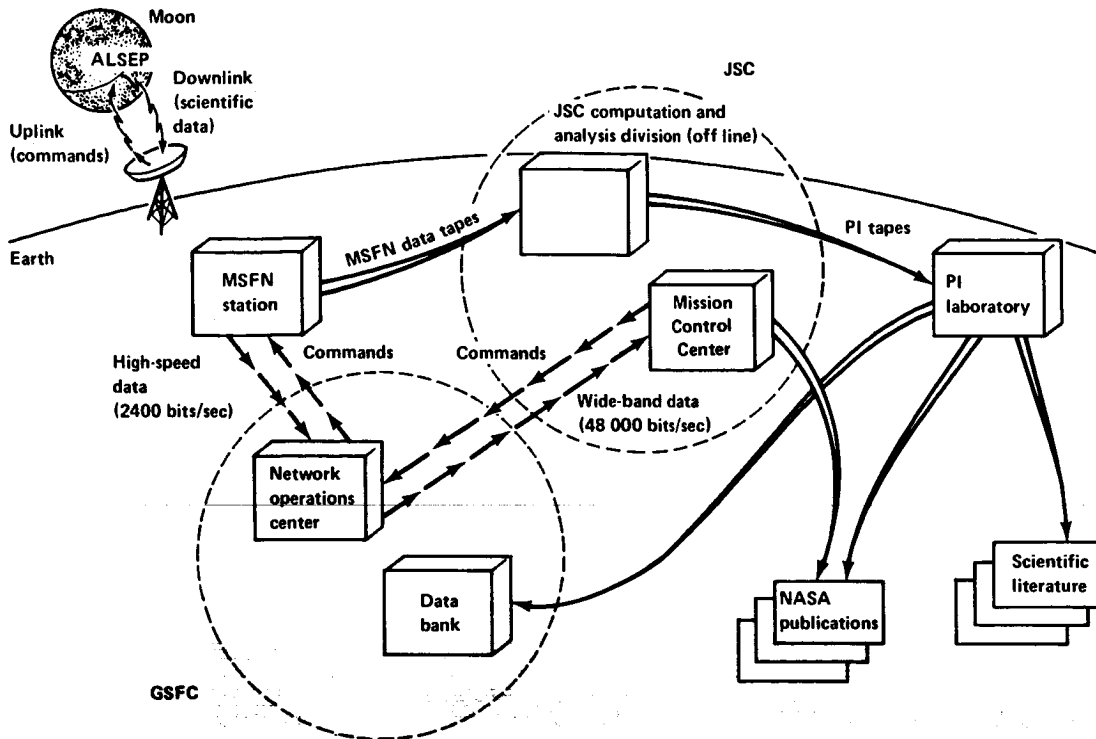 Moon
ALSEP
Downlink
(scientific
data)
Uplink
(commands)
JSC
JSC computation and
analysis division (off line)
Earth
MSFN data tapes
PI tapes
MSFN
station
PI
laboratory
Mission
Control
Center
High-speed
data
(2400 bits/sec)
Commands
Commands
Wide-band data
(48 000 bits/sec)
Network
operations
center
Data
bank
NASA
publications
Scientific
literature
GSFC